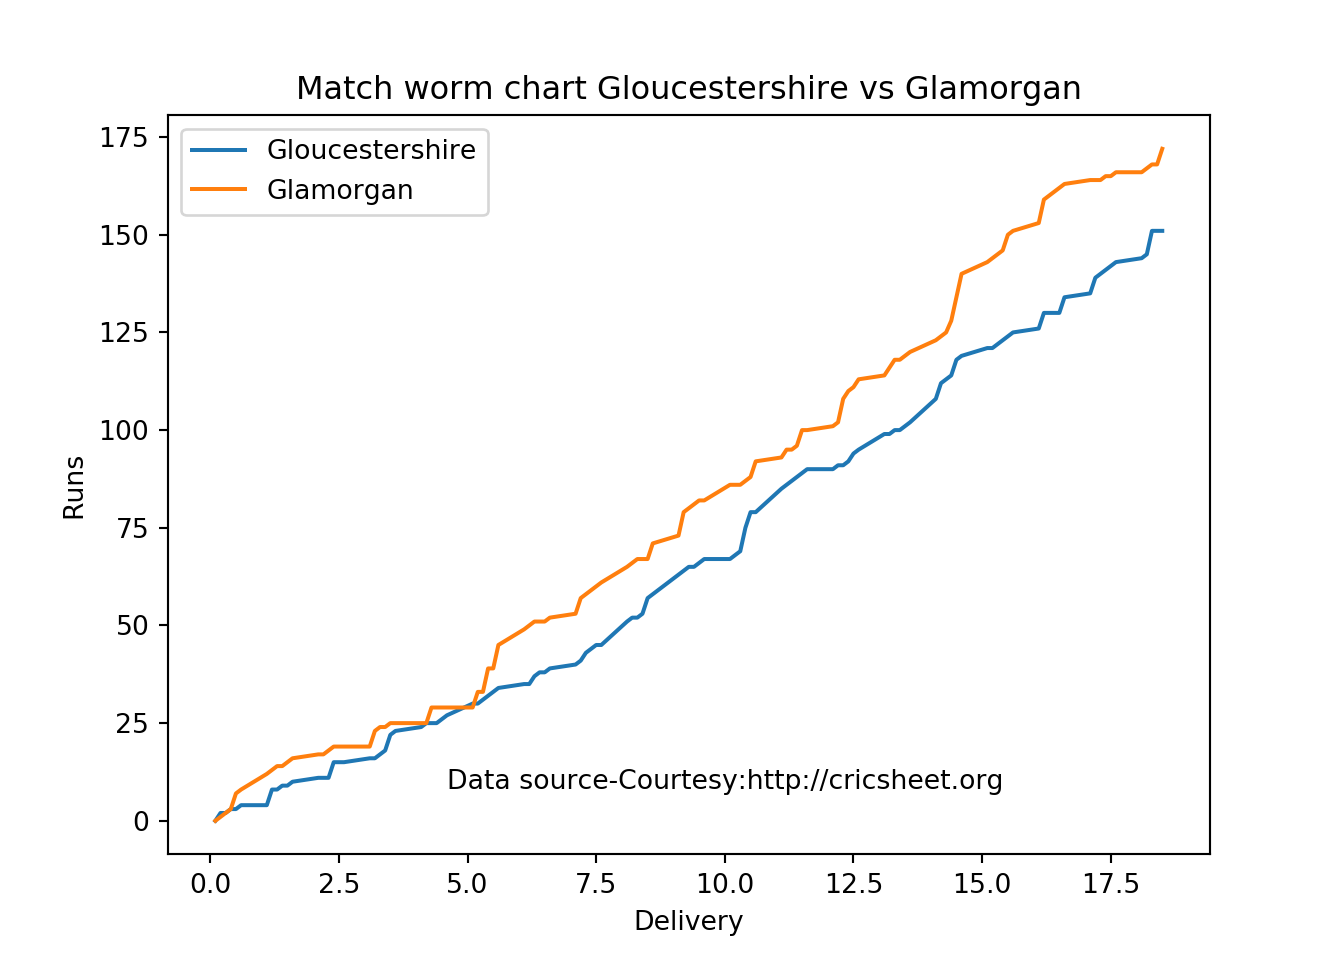 Match worm chart Gloucestershire vs Glamorgan
Gloucestershire
Glamorgan
175
150
125
100
75
50
25
0
Runs
Data source-Courtesy:http://cricsheet.org
0.0 2.5 5.0 7.5 10.0 12.5 15.0 17.5
Delivery